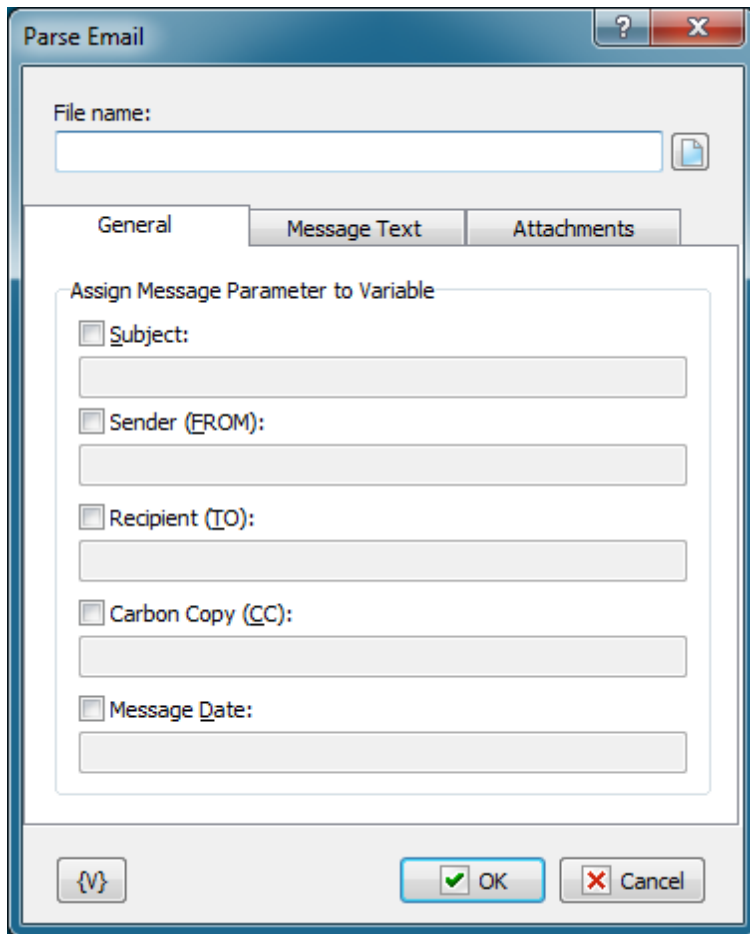 Parse Email
?
File name:
General Message Text Attachments
Assign Message Parameter to Variable
Subject:
Sender (FROM):
Recipient (TO):
Carbon Copy (CC):
Message Date:
{V} OK Cancel